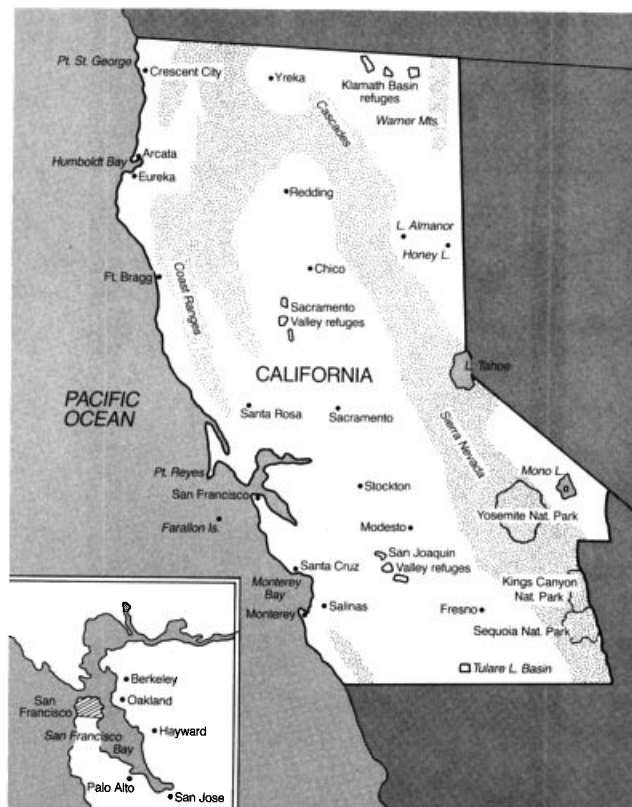 Pt. St. George
Crescent City
Yreka
Klamath Basin
refuges
Cascades
Warner Mts.
Humboldt Bay
Arcata
Eureka
Redding
L. Almanor
Honey L.
Ft. Bragg
Coast Ranges
Chico
Sacramento
Valley refuges
CALIFORNIA
L. Tahoe
PACIFIC
OCEAN
Santa Rosa
Sacramento
Sierra Nevada
Pt. Reyes
Mono L.
San Francisco
Stockton
Yosemite Nat. Park
Farallon Is.
Modesto
San Joaquin
Valley refuges
Santa Cruz
Monterey
Bay
Kings Canyon
Nat. Park
Monterey
Salinas
Fresno
Sequoia Nat. Park
Tulare L. Basin
Berkeley
San
Francisco
Oakland
San Francisco
Bay
Hayward
Palo Alto
San Jose